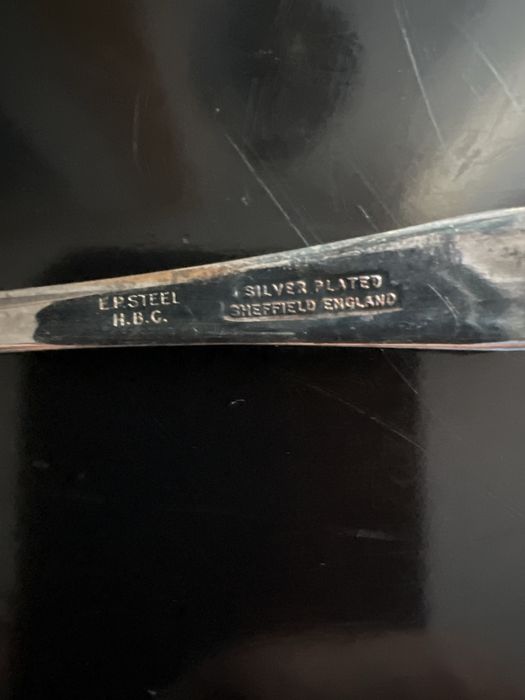 E.P. STEEL
H.B.C.
SILVER PLATED
SHEFFIELD ENGLAND